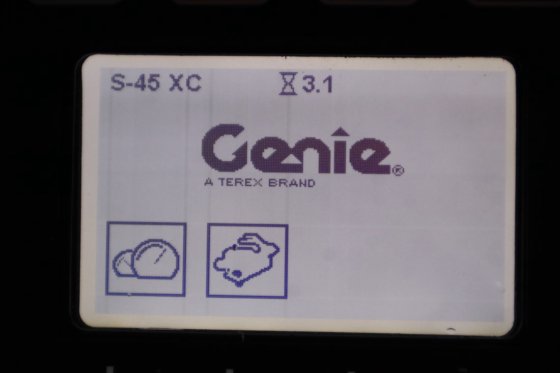 S-45 XC 3.1
Genie®
A TEREX BRAND